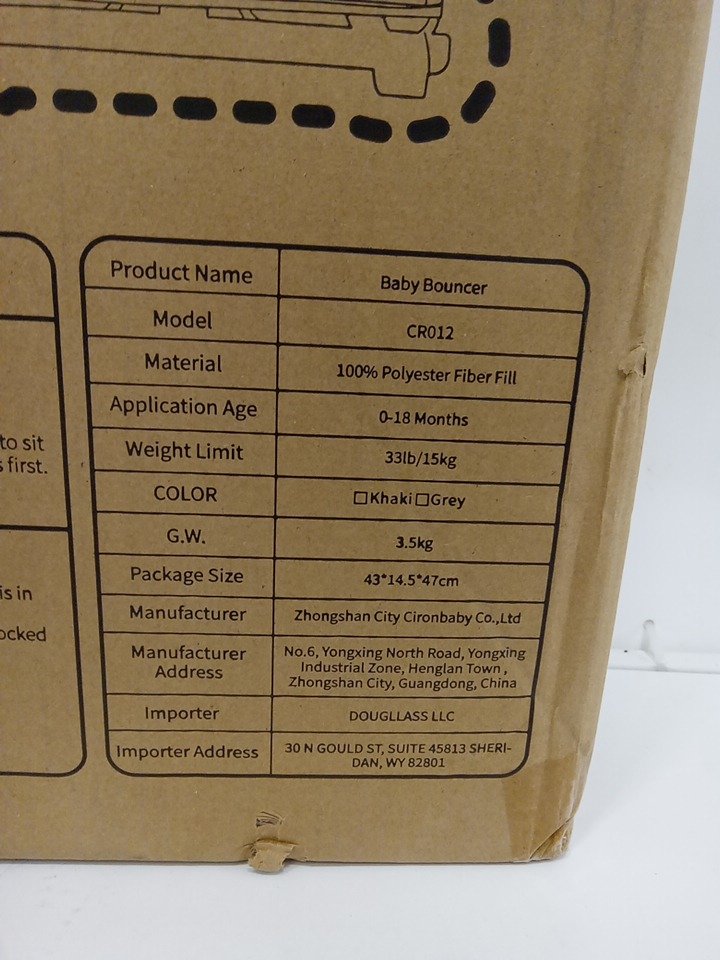 to sit
first.
is in
ocked
Product Name Baby Bouncer
Model CR012
Material 100% Polyester Fiber Fill
Application Age 0-18 Months
Weight Limit 33lb/15kg
COLOR ☐Khaki☐Grey
G.W. 3.5kg
Package Size 43*14.5*47cm
Manufacturer Zhongshan City Cironbaby Co.,Ltd
Manufacturer Address No.6, Yongxing North Road, Yongxing
Industrial Zone, Henglan Town ,
Zhongshan City, Guangdong, China
Importer DOUGLLASS LLC
Importer Address 30 N GOULD ST, SUITE 45813 SHERI-
DAN, WY 82801